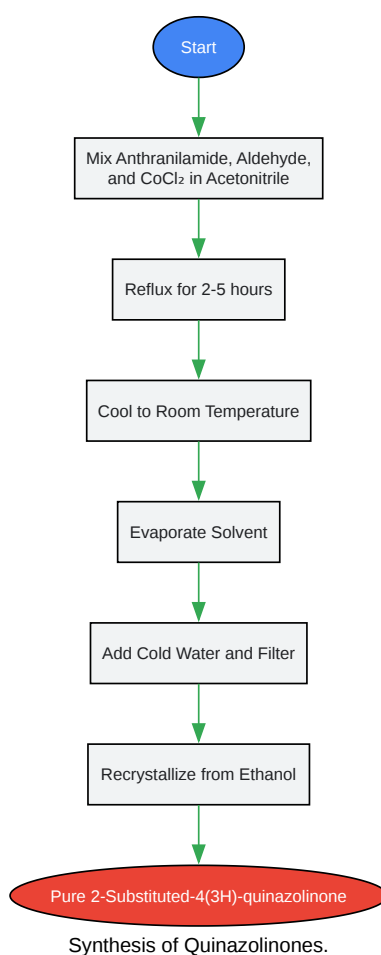 Start
Mix Anthranilamide, Aldehyde,
and CoCl₂ in Acetonitrile
Reflux for 2-5 hours
Cool to Room Temperature
Evaporate Solvent
Add Cold Water and Filter
Recrystallize from Ethanol
Pure 2-Substituted-4(3H)-quinazolinone
Synthesis of Quinazolinones.